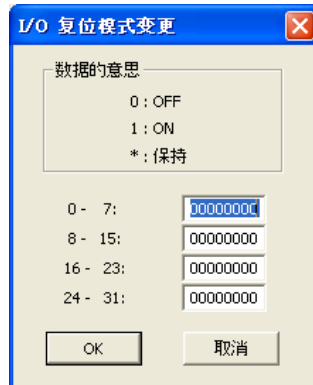 I/O 复位模式变更
数据的意思
0 : OFF
1 : ON
* : 保持
0 - 7: 00000000
8 - 15: 00000000
16 - 23: 00000000
24 - 31: 00000000
OK 取消